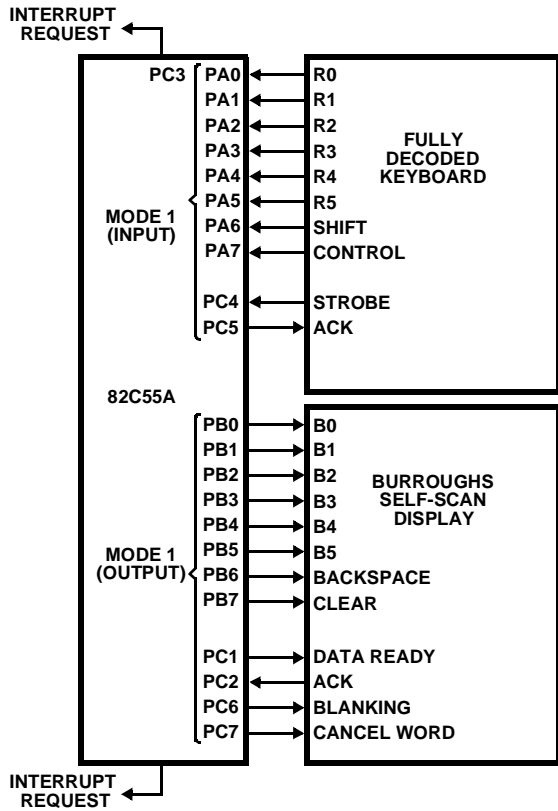 INTERRUPT
REQUEST
PC3 PA0 R0
PA1 R1
PA2 R2
PA3 R3
PA4 R4
PA5 R5
PA6 SHIFT
PA7 CONTROL
MODE 1
(INPUT)
FULLY
DECODED
KEYBOARD
PC4 STROBE
PC5 ACK
82C55A
PB0 B0
PB1 B1
PB2 B2
PB3 B3
PB4 B4
PB5 B5
PB6 BACKSPACE
PB7 CLEAR
MODE 1
(OUTPUT)
BURROUGHS
SELF-SCAN
DISPLAY
PC1 DATA READY
PC2 ACK
PC6 BLANKING
PC7 CANCEL WORD
INTERRUPT
REQUEST